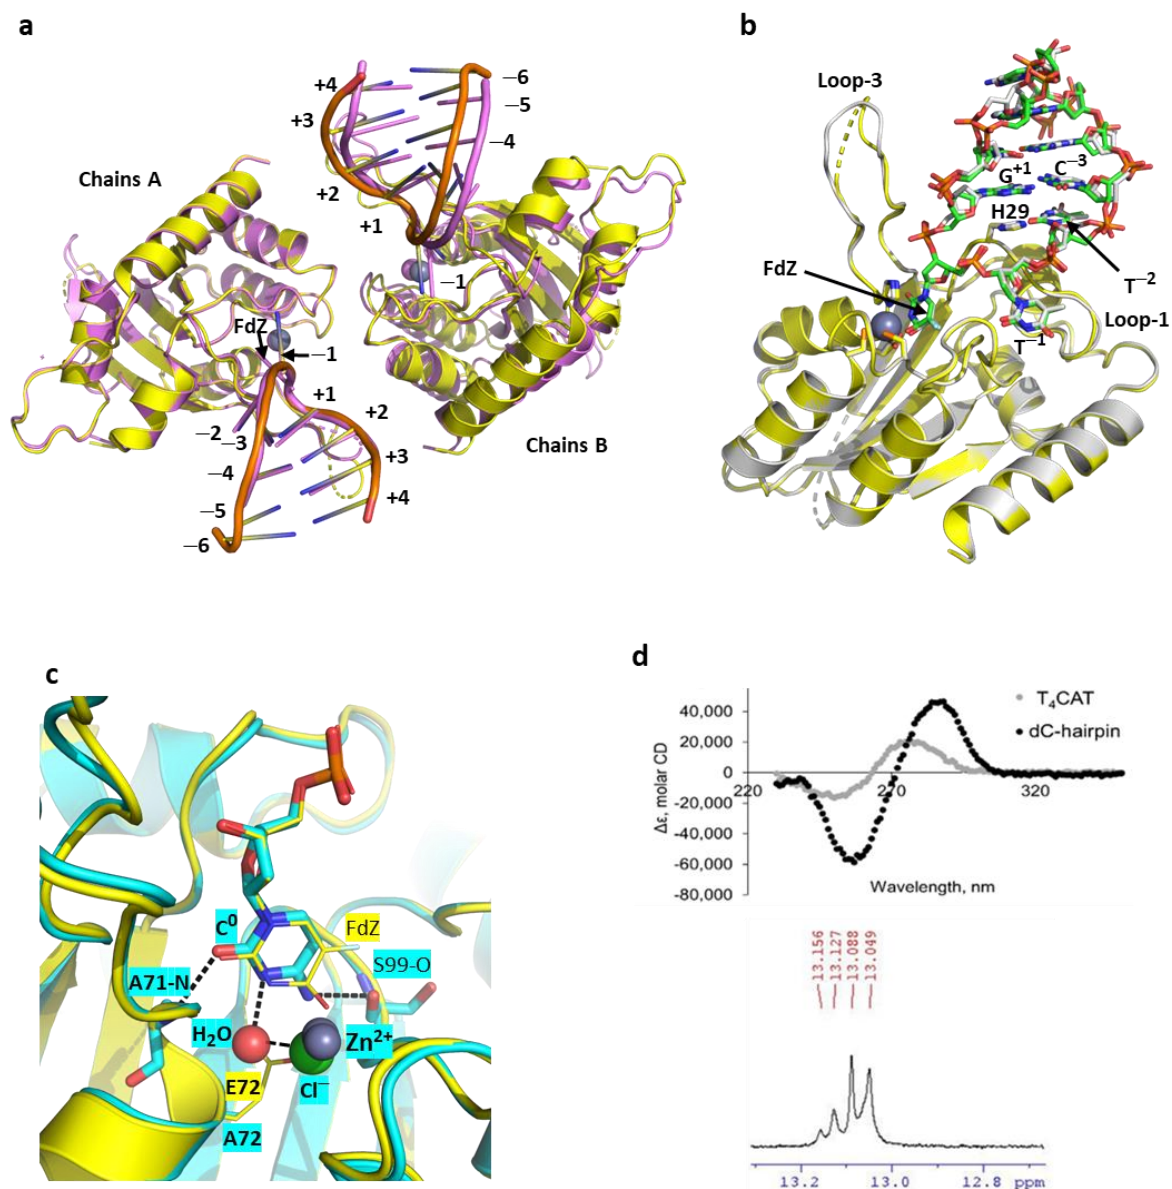 a
+4
−6
−5
+3
−4
Chains A
+2
+1
−1
FdZ
−1
+1
+2
−2
−3
+3
−4
Chains B
+4
−5
−6
b
Loop-3
G⁺¹
C⁻³
H29
FdZ
T⁻²
Loop-1
T⁻¹
c
C⁰
FdZ
S99-O
A71-N
H₂O
Zn²⁺
E72
Cl⁻
A72
d
T₄CAT
dC-hairpin
40,000
20,000
0
220
270
320
-20,000
-40,000
-60,000
-80,000
Δε, molar CD
Wavelength, nm
13.156
13.127
13.088
13.049
13.2
13.0
12.8
ppm